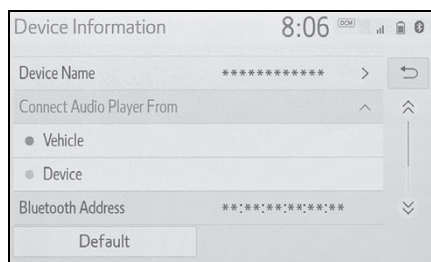 Device Information 8:06 DCM
Device Name ************ >
Connect Audio Player From
Vehicle
Device
Bluetooth Address **:**:**:**:**:**
Default